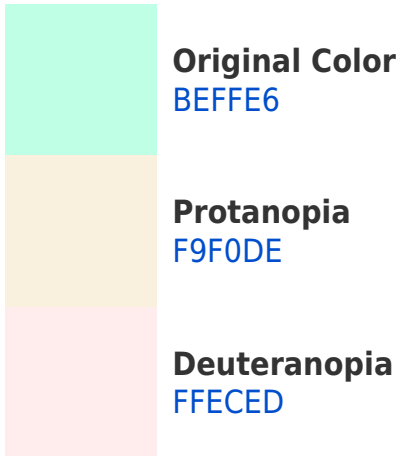 Original Color
BEFFE6
Protanopia
F9F0DE
Deuteranopia
FFECED